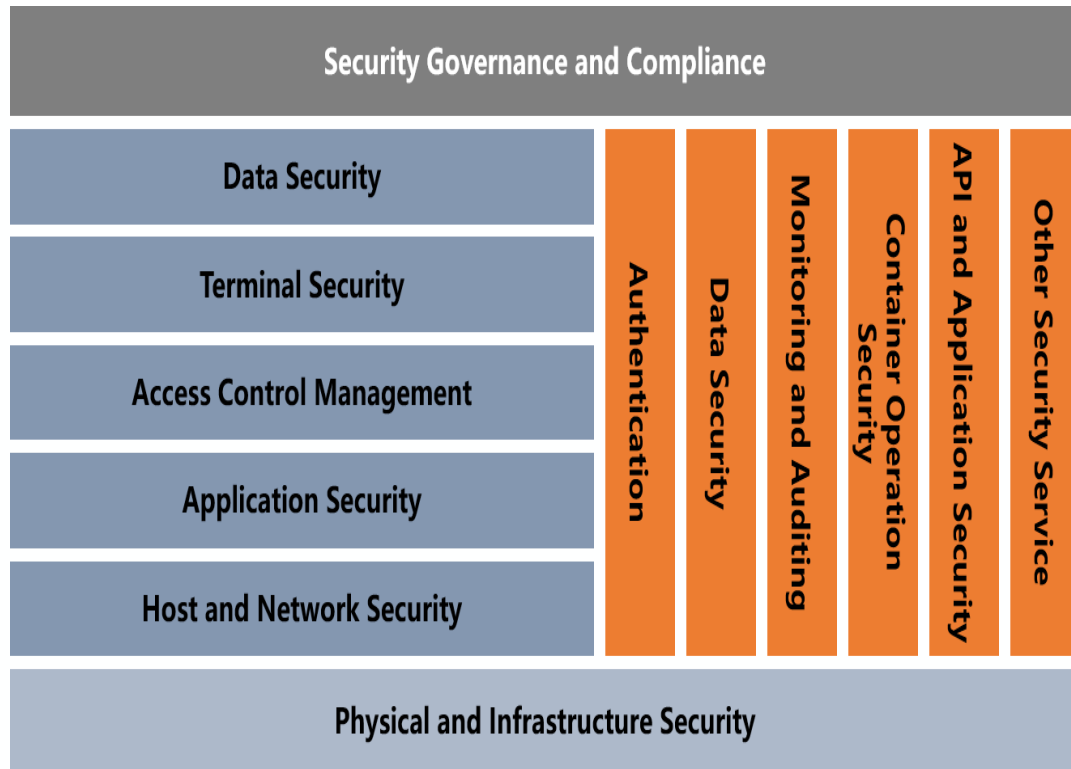 Security Governance and Compliance
Data Security
Terminal Security
Access Control Management
Application Security
Host and Network Security
Authentication
Data Security
Monitoring and Auditing
Container Operation
Security
API and Application Security
Other Security Service
Physical and Infrastructure Security